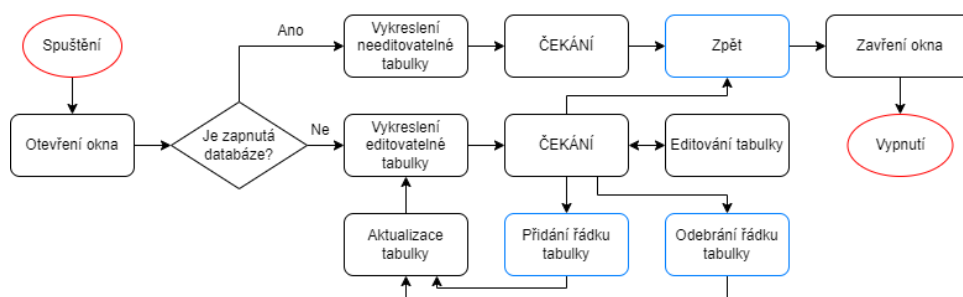 Spuštění
Ano
Vykreslení
needitovatelné
tabulky
ČEKÁNÍ
Zpět
Zavření okna
Otevření okna
Je zapnutá
databáze?
Ne
Vykreslení
editovatelné
tabulky
ČEKÁNÍ
Editování tabulky
Vypnutí
Aktualizace
tabulky
Přidání řádku
tabulky
Odebrání řádku
tabulky